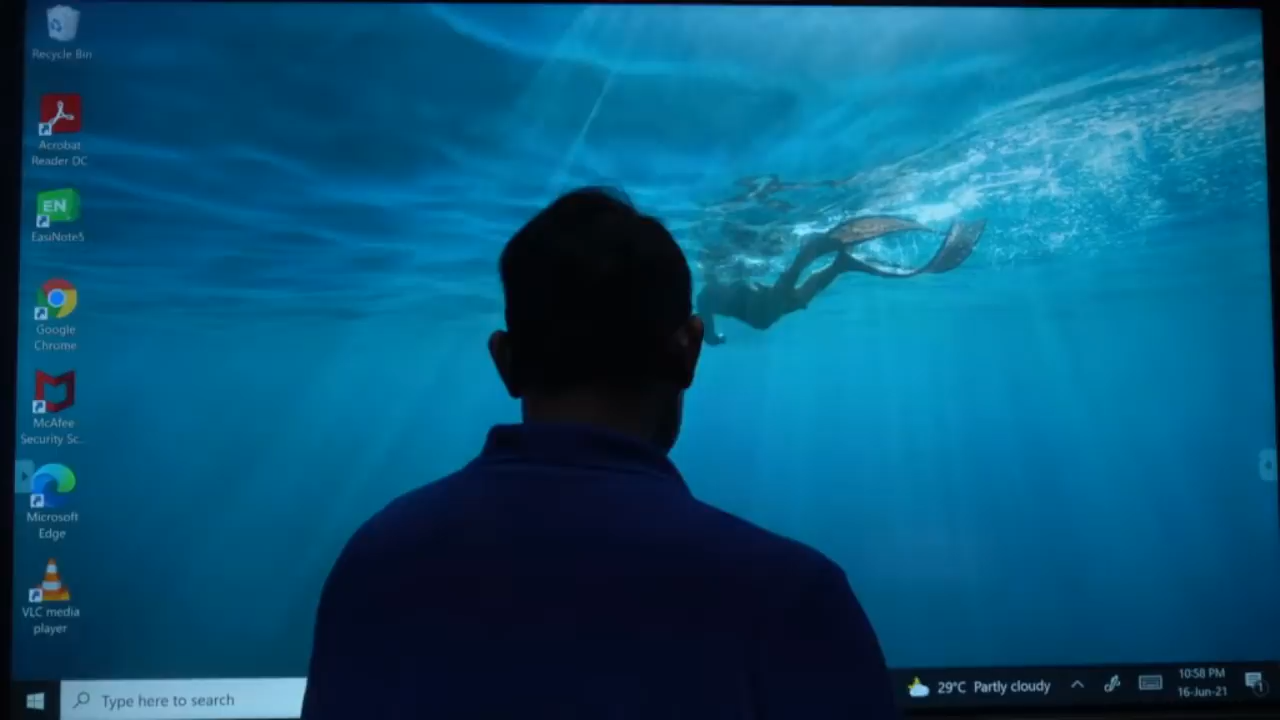 Recycle Bin
Acrobat
Reader DC
EN
EasiNote5
Google
Chrome
McAfee
Security Sc...
Microsoft
Edge
VLC media
player
Type here to search
29°C Partly cloudy
10:58 PM
16-Jun-21
1